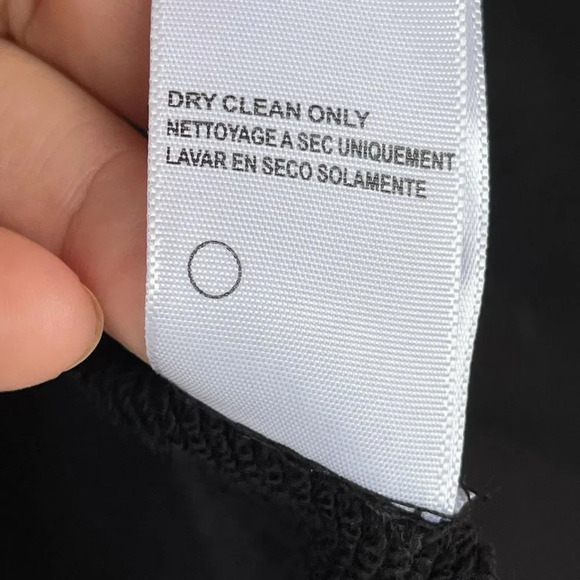 DRY CLEAN ONLY
NETTOYAGE A SEC UNIQUEMENT
LAVAR EN SECO SOLAMENTE